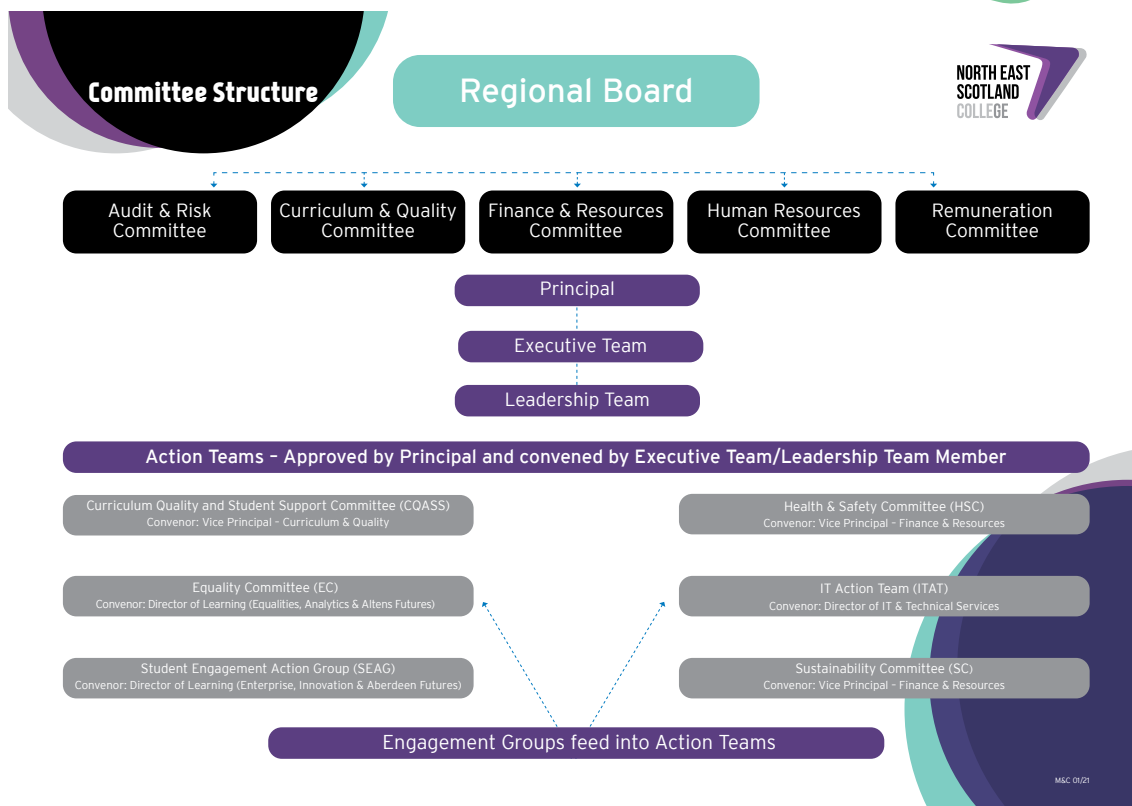 Committee Structure
Regional Board
NORTH EAST
SCOTLAND
COLLEGE
Audit & Risk
Committee
Curriculum & Quality
Committee
Finance & Resources
Committee
Human Resources
Committee
Remuneration
Committee
Principal
Executive Team
Leadership Team
Action Teams – Approved by Principal and convened by Executive Team/Leadership Team Member
Curriculum Quality and Student Support Committee (CQASS)
Convenor: Vice Principal – Curriculum & Quality
Health & Safety Committee (HSC)
Convenor: Vice Principal – Finance & Resources
Equality Committee (EC)
Convenor: Director of Learning (Equalities, Analytics & Altens Futures)
IT Action Team (ITAT)
Convenor: Director of IT & Technical Services
Student Engagement Action Group (SEAG)
Convenor: Director of Learning (Enterprise, Innovation & Aberdeen Futures)
Sustainability Committee (SC)
Convenor: Vice Principal – Finance & Resources
Engagement Groups feed into Action Teams
M&C 01/21